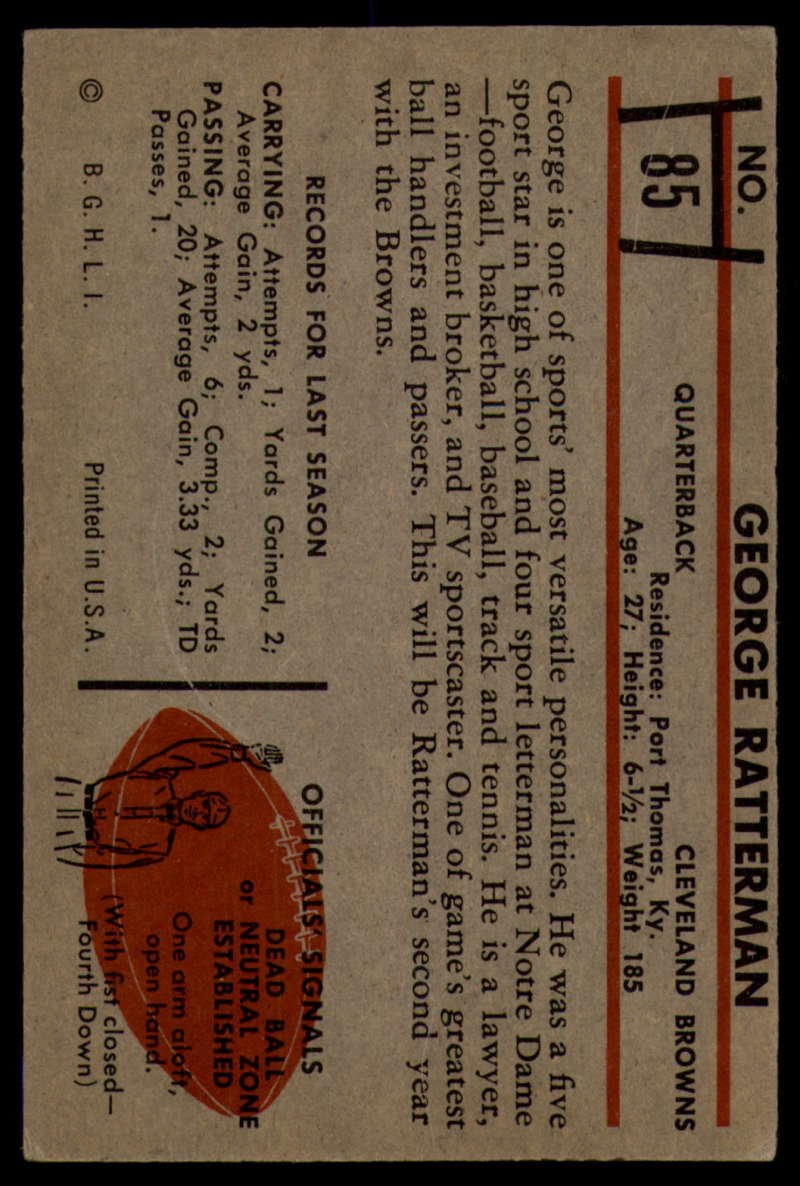 NO.
85
GEORGE RATTERMAN
QUARTERBACK CLEVELAND BROWNS
Residence: Port Thomas, Ky.
Age: 27; Height: 6-1/2; Weight 185
George is one of sports' most versatile personalities. He was a five
sport star in high school and four sport letterman at Notre Dame
—football, basketball, baseball, track and tennis. He is a lawyer,
an investment broker, and TV sportscaster. One of game's greatest
ball handlers and passers. This will be Ratterman's second year
with the Browns.
RECORDS FOR LAST SEASON
CARRYING: Attempts, 1; Yards Gained, 2;
Average Gain, 2 yds.
PASSING: Attempts, 6; Comp., 2; Yards
Gained, 20; Average Gain, 3.33 yds.; TD
Passes, 1.
© B. G. H. L. I. Printed in U.S.A.
OFFICIALS' SIGNALS
DEAD BALL
or NEUTRAL ZONE
ESTABLISHED
One arm aloft,
open hand.
(With fist closed—
Fourth Down)